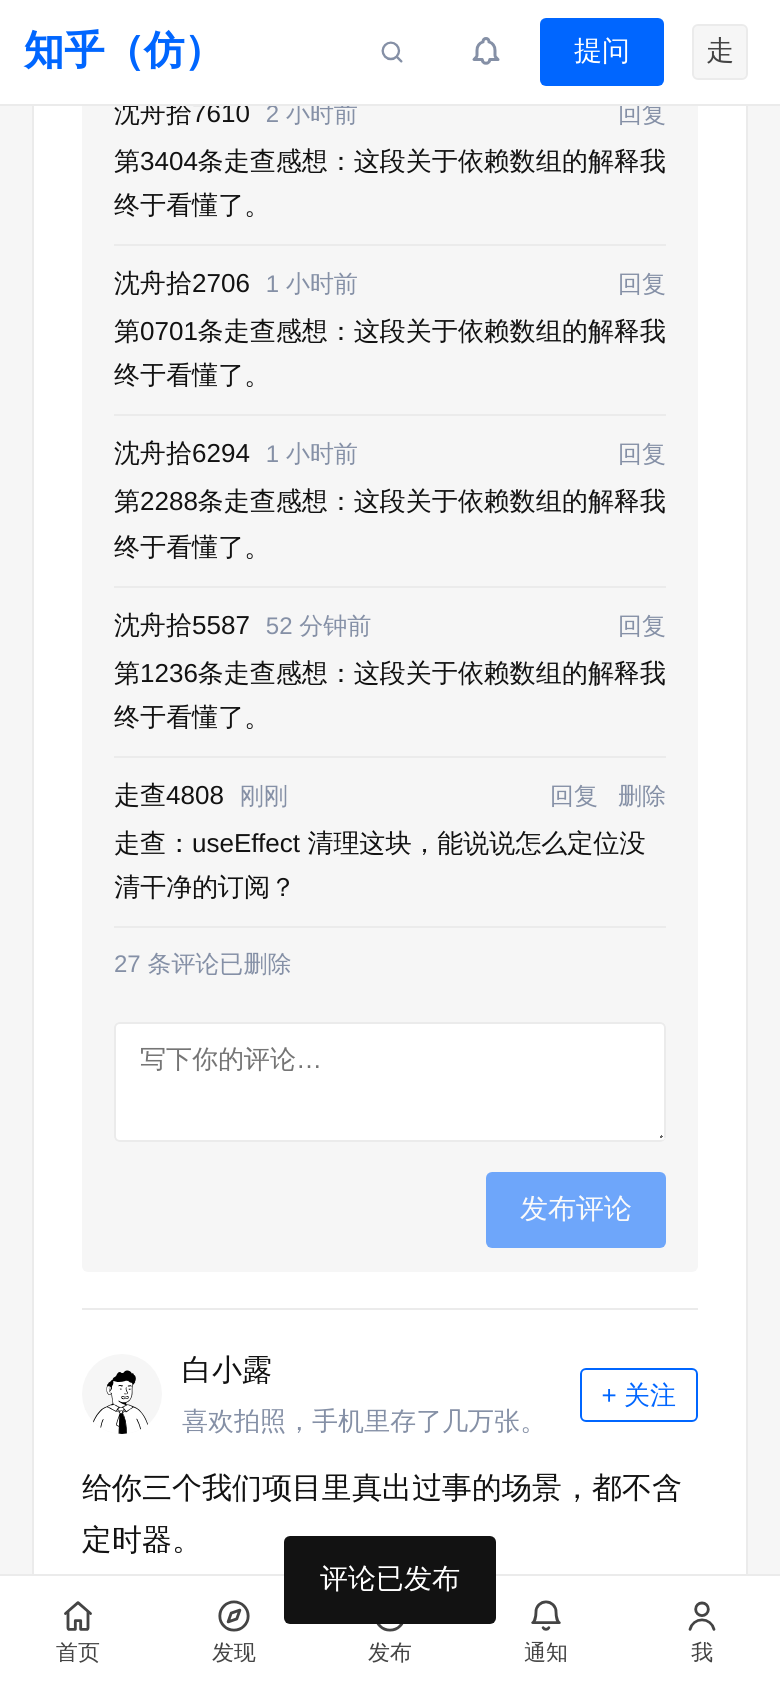 知乎（仿）
提问
走
沈舟拾7610 2 小时前 回复
第3404条走查感想：这段关于依赖数组的解释我
终于看懂了。
沈舟拾2706 1 小时前 回复
第0701条走查感想：这段关于依赖数组的解释我
终于看懂了。
沈舟拾6294 1 小时前 回复
第2288条走查感想：这段关于依赖数组的解释我
终于看懂了。
沈舟拾5587 52 分钟前 回复
第1236条走查感想：这段关于依赖数组的解释我
终于看懂了。
走查4808 刚刚 回复 删除
走查：useEffect 清理这块，能说说怎么定位没
清干净的订阅？
27 条评论已删除
写下你的评论…
发布评论
白小露
喜欢拍照，手机里存了几万张。
+ 关注
给你三个我们项目里真出过事的场景，都不含
定时器。
评论已发布
首页 发现 发布 通知 我